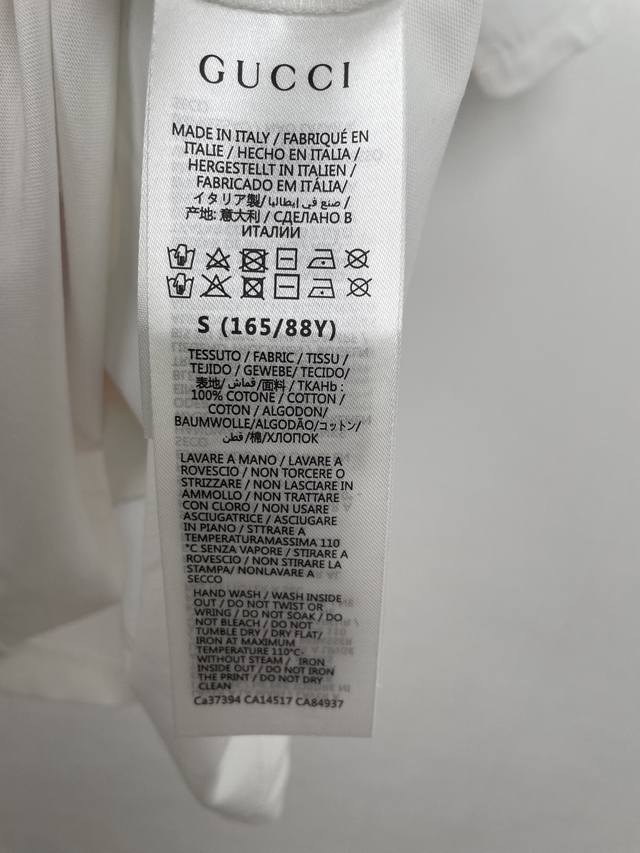 GUCCI
MADE IN ITALY / FABRIQUÉ EN
ITALIE / HECHO EN ITALIA /
HERGESTELLT IN ITALIEN /
FABRICADO EM ITÁLIA/
イタリア製/صنع في إيطاليا/
产地: 意大利 / СДЕЛАНО В
ИТАЛИИ
S (165/88Y)
TESSUTO / FABRIC / TISSU /
TEJIDO / GEWEBE/ TECIDO/
表地/ قماش /面料 / TKAHb :
100% COTONE / COTTON /
COTON / ALGODON/
BAUMWOLLE/ALGODÃO/コットン/
قطن /棉/ХЛОПОК
LAVARE A MANO / LAVARE A
ROVESCIO / NON TORCERE O
STRIZZARE / NON LASCIARE IN
AMMOLLO / NON TRATTARE
CON CLORO / NON USARE
ASCIUGATRICE / ASCIUGARE
IN PIANO / STTRARE A
TEMPERATURAMASSIMA 110
°C SENZA VAPORE / STIRARE A
ROVESCIO / NON STIRARE LA
STAMPA/ NONLAVARE A
SECCO
HAND WASH / WASH INSIDE
OUT / DO NOT TWIST OR
WRING / DO NOT SOAK / DO
NOT BLEACH / DO NOT
TUMBLE DRY / DRY FLAT/
IRON AT MAXIMUM
TEMPERATURE 110°C-
WITHOUT STEAM / IRON
INSIDE OUT / DO NOT IRON
THE PRINT / DO NOT DRY
CLEAN
Ca37394 CA14517 CA84937